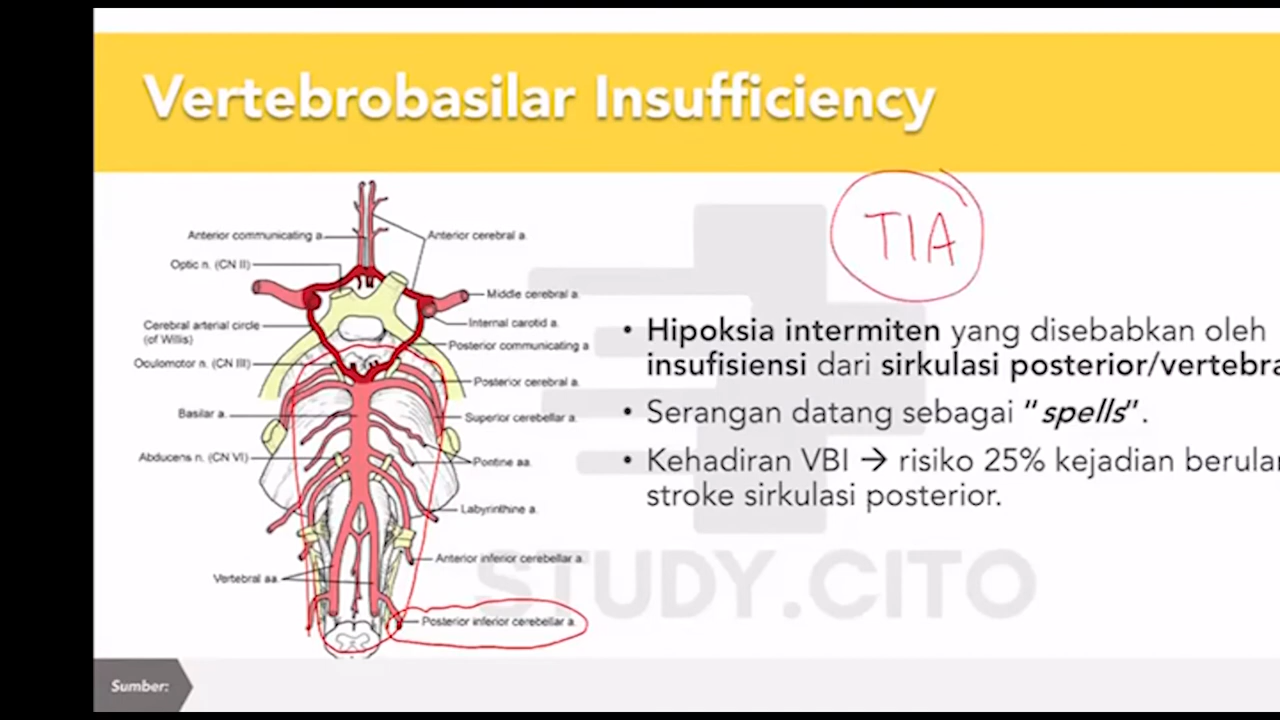 Vertebrobasilar Insufficiency
TIA
Anterior communicating a.
Anterior cerebral a.
Optic n. (CN II)
Middle cerebral a.
Cerebral arterial circle
(of Willis)
Internal carotid a.
Posterior communicating a
Oculomotor n. (CN III)
Posterior cerebral a.
Basilar a.
Superior cerebellar a.
Abducens n. (CN VI)
Pontine aa.
Labyrinthine a.
Anterior inferior cerebellar a.
Vertebral aa.
Posterior inferior cerebellar a.
• Hipoksia intermiten yang disebabkan oleh
insufisiensi dari sirkulasi posterior/vertebra
• Serangan datang sebagai "spells".
• Kehadiran VBI → risiko 25% kejadian berulan
stroke sirkulasi posterior.
STUDY.CITO
Sumber: